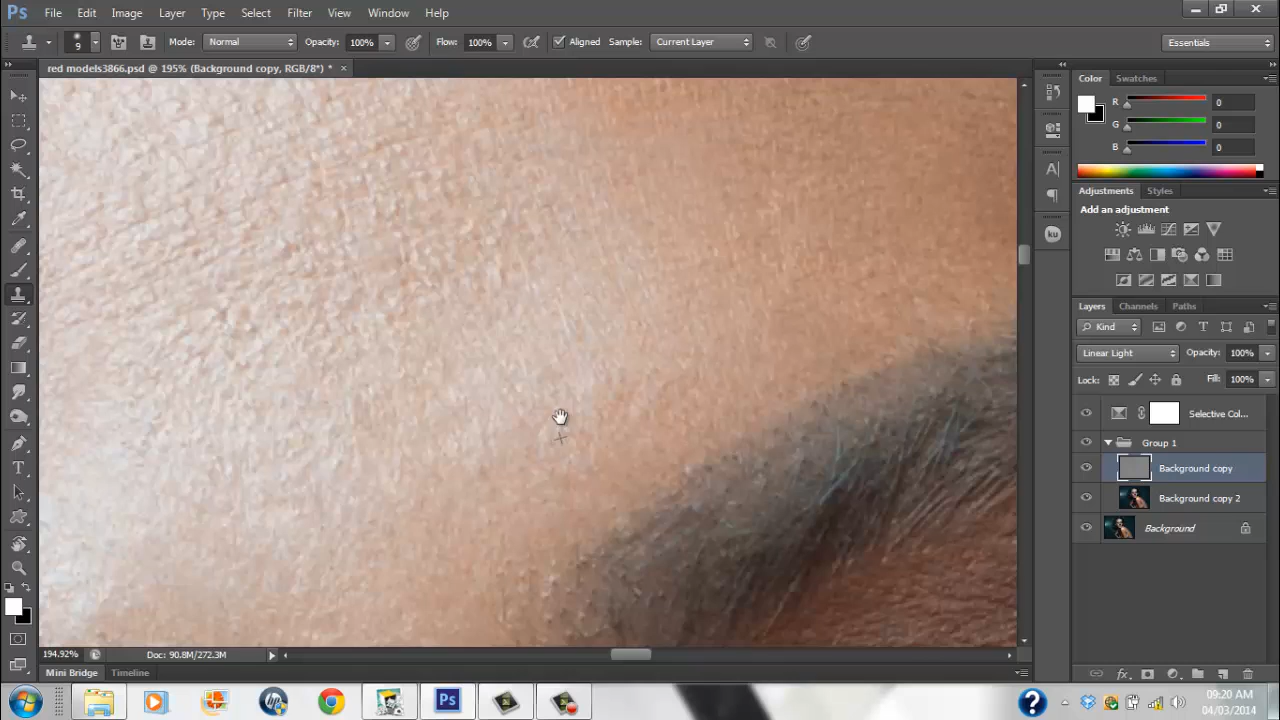 Ps File Edit Image Layer Type Select Filter View Window Help
9 Mode: Normal Opacity: 100% Flow: 100% Aligned Sample: Current Layer Essentials
red models3866.psd @ 195% (Background copy, RGB/8*) *
Color Swatches
R 0
G 0
B 0
Adjustments Styles
Add an adjustment
ku
Layers Channels Paths
Kind
Linear Light Opacity: 100%
Lock: Fill: 100%
Selective Col...
Group 1
Background copy
Background copy 2
Background
194.92% Doc: 90.8M/272.3M
Mini Bridge Timeline
Ps
09:20 AM
04/03/2014